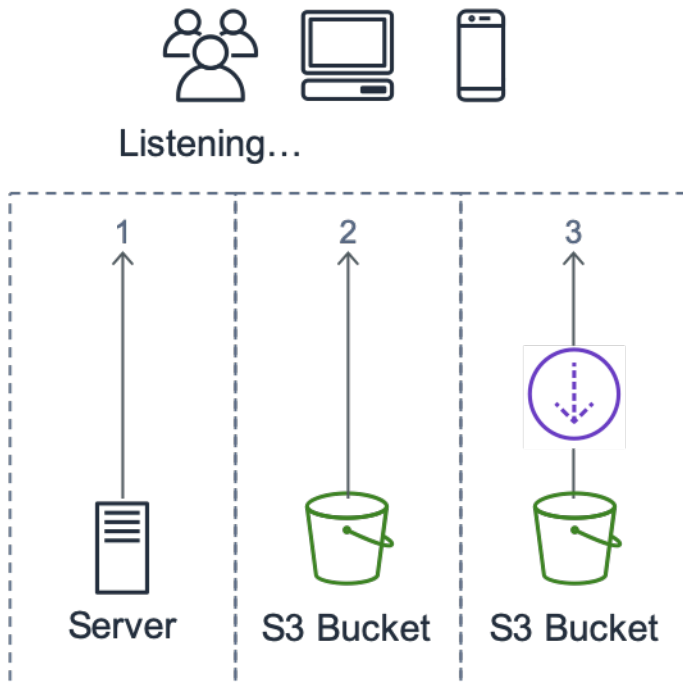 Listening…
1
2
3
Server
S3 Bucket
S3 Bucket